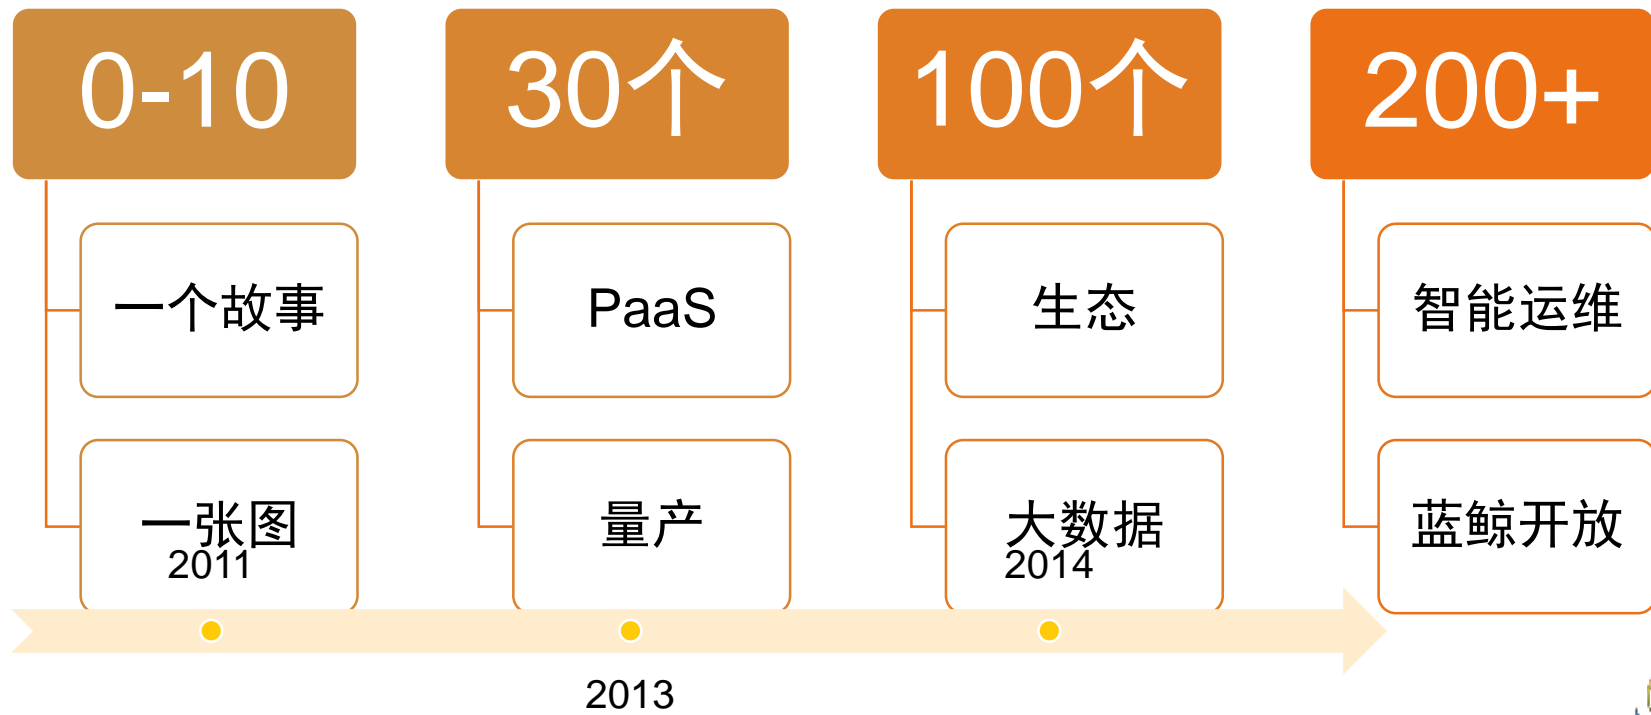 0-10
30个
100个
200+
一个故事
PaaS
生态
智能运维
一张图
量产
大数据
蓝鲸开放
2011
2014
2013